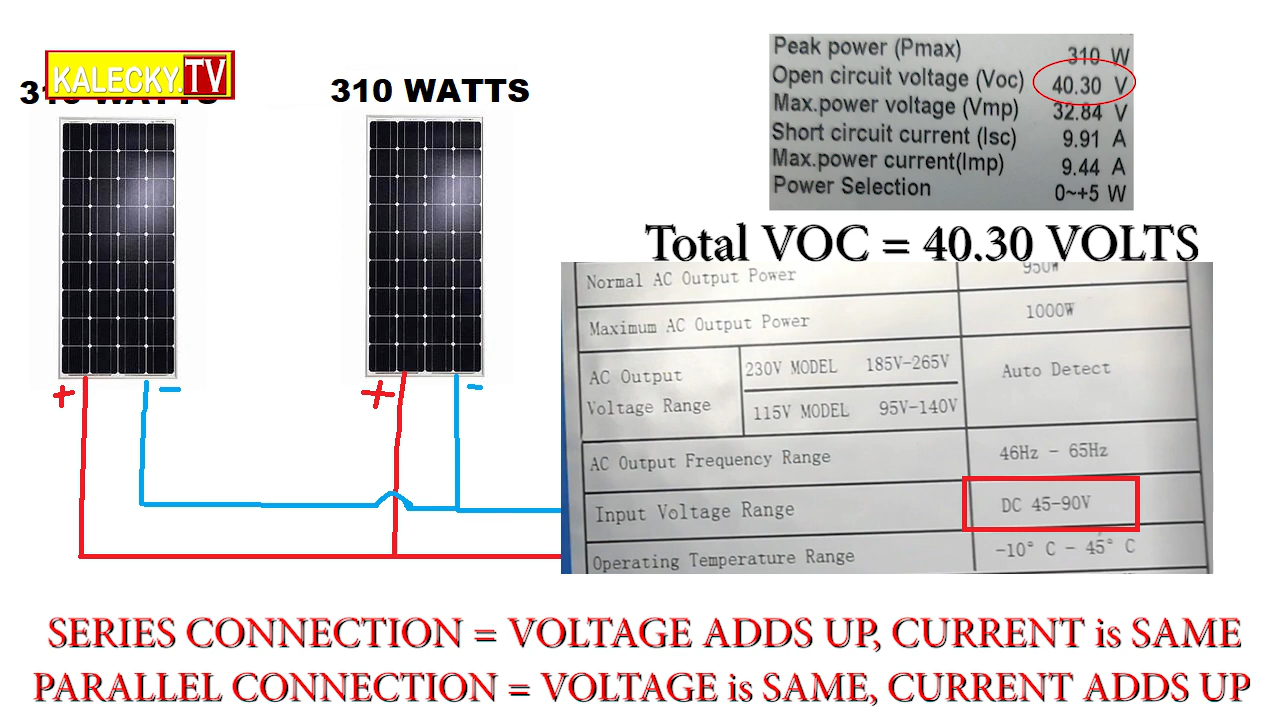 KALECKY.TV
310 WATTS
310 WATTS
+ − + −
Peak power (Pmax) 310 W
Open circuit voltage (Voc) 40.30 V
Max.power voltage (Vmp) 32.84 V
Short circuit current (Isc) 9.91 A
Max.power current(Imp) 9.44 A
Power Selection 0~+5 W
Total VOC = 40.30 VOLTS
Normal AC Output Power 950W
Maximum AC Output Power 1000W
AC Output Voltage Range
230V MODEL 185V-265V
115V MODEL 95V-140V
Auto Detect
AC Output Frequency Range 46Hz - 65Hz
Input Voltage Range DC 45-90V
Operating Temperature Range -10° C - 45° C
SERIES CONNECTION = VOLTAGE ADDS UP, CURRENT is SAME
PARALLEL CONNECTION = VOLTAGE is SAME, CURRENT ADDS UP